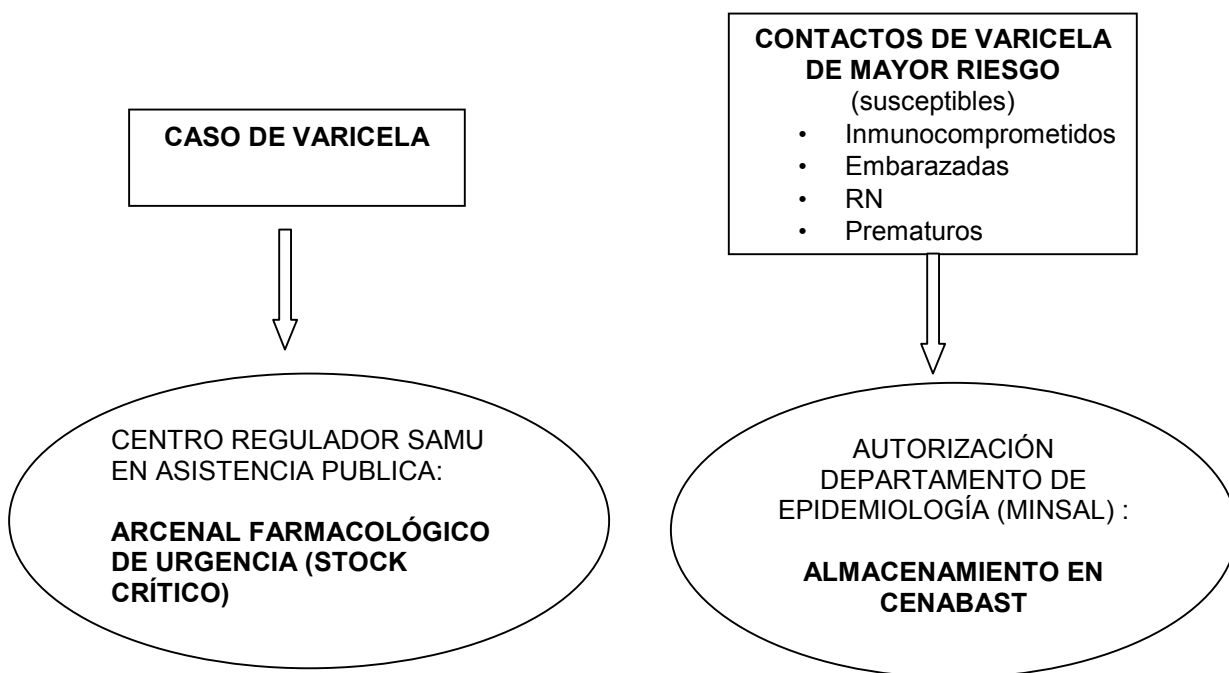 CASO DE VARICELA
CENTRO REGULADOR SAMU
EN ASISTENCIA PUBLICA:
ARCENAL FARMACOLÓGICO
DE URGENCIA (STOCK
CRÍTICO)
CONTACTOS DE VARICELA
DE MAYOR RIESGO
(susceptibles)
• Inmunocomprometidos
• Embarazadas
• RN
• Prematuros
AUTORIZACIÓN
DEPARTAMENTO DE
EPIDEMIOLOGÍA (MINSAL) :
ALMACENAMIENTO EN
CENABAST